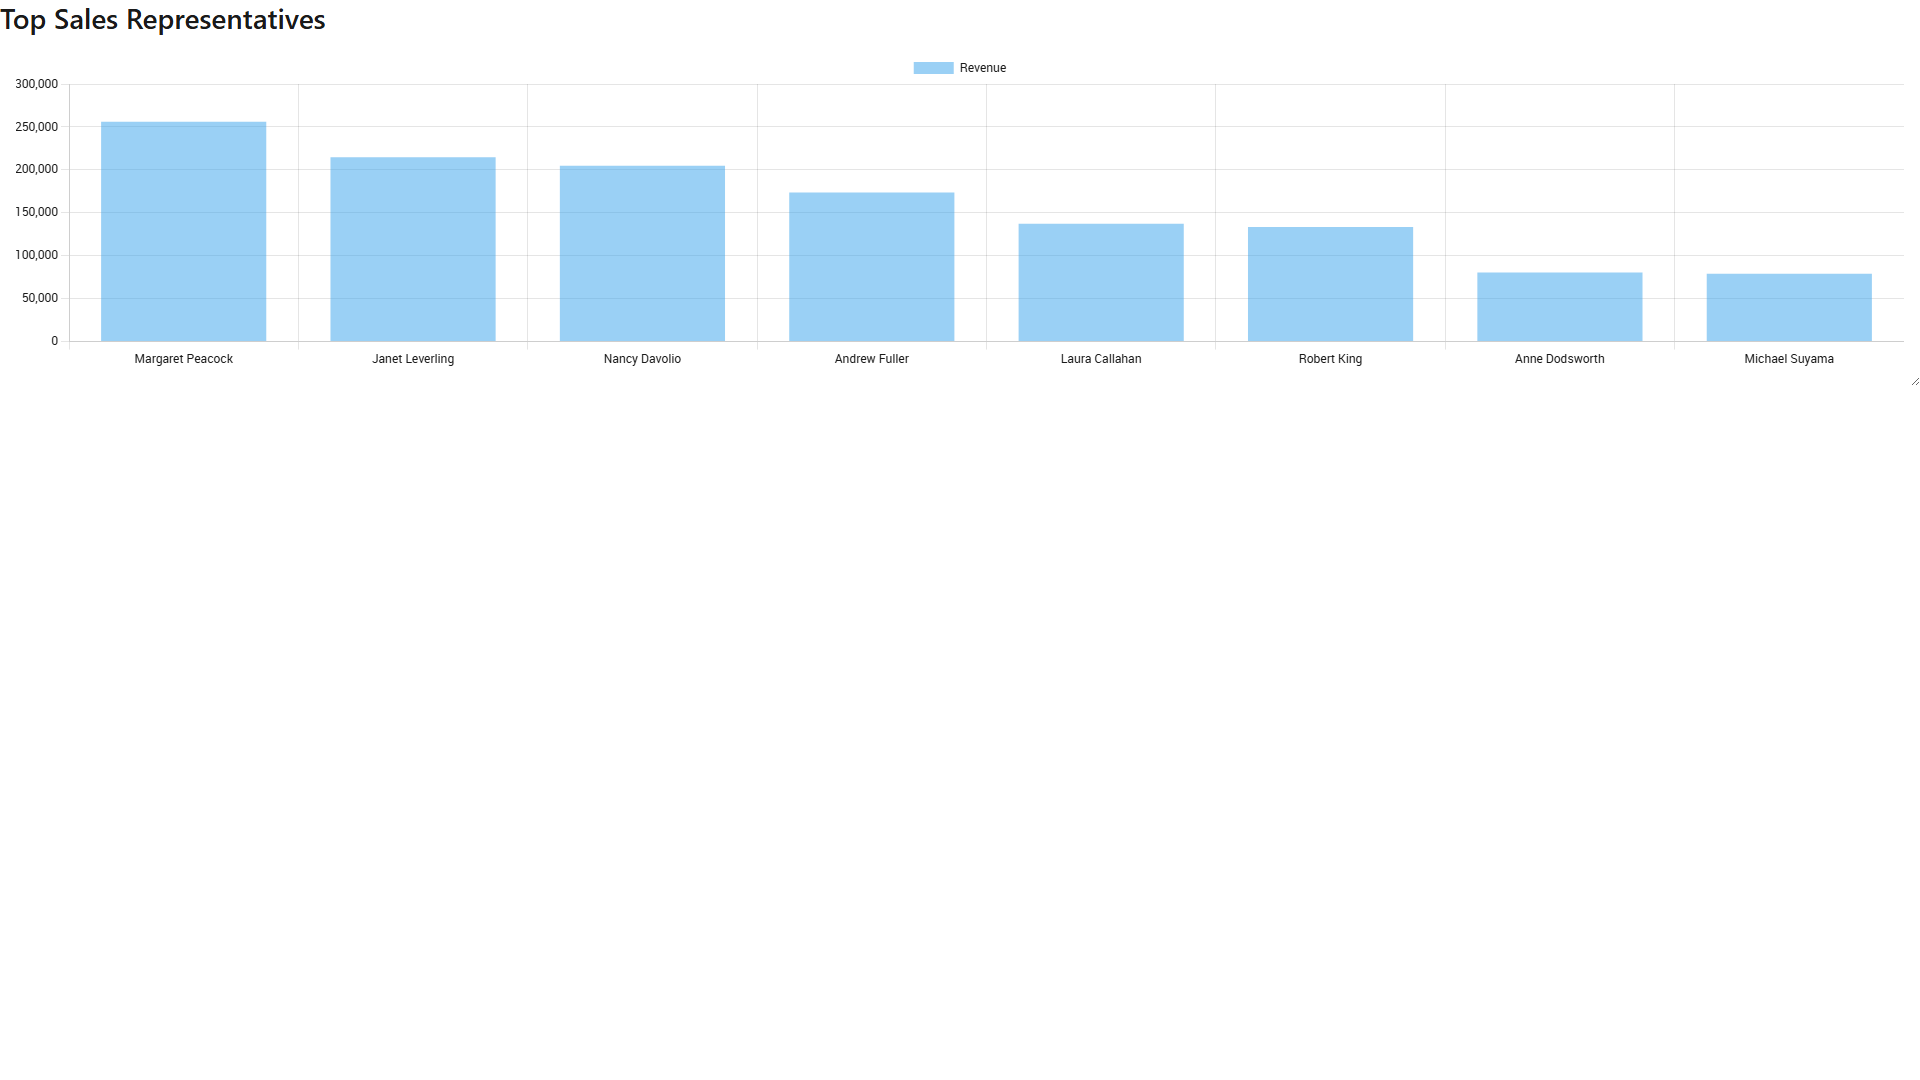 Top Sales Representatives
Revenue
300,000
250,000
200,000
150,000
100,000
50,000
0
Margaret Peacock
Janet Leverling
Nancy Davolio
Andrew Fuller
Laura Callahan
Robert King
Anne Dodsworth
Michael Suyama